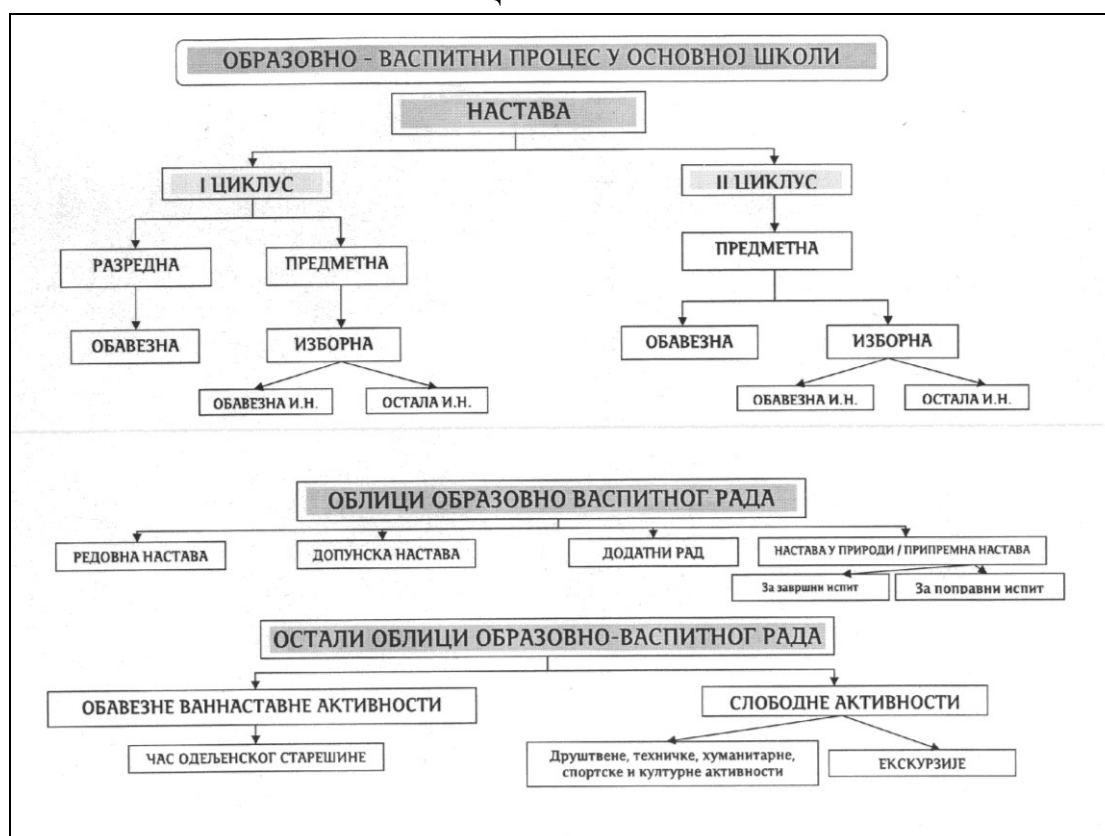 ОБРАЗОВНО - ВАСПИТНИ ПРОЦЕС У ОСНОВНОЈ ШКОЛИ
НАСТАВА
I ЦИКЛУС
II ЦИКЛУС
РАЗРЕДНА
ПРЕДМЕТНА
ПРЕДМЕТНА
ОБАВЕЗНА
ИЗБОРНА
ОБАВЕЗНА
ИЗБОРНА
ОБАВЕЗНА И.Н.
ОСТАЛА И.Н.
ОБАВЕЗНА И.Н.
ОСТАЛА И.Н.
ОБЛИЦИ ОБРАЗОВНО ВАСПИТНОГ РАДА
РЕДОВНА НАСТАВА
ДОПУНСКА НАСТАВА
ДОДАТНИ РАД
НАСТАВА У ПРИРОДИ / ПРИПРЕМНА НАСТАВА
За завршни испит
За поправни испит
ОСТАЛИ ОБЛИЦИ ОБРАЗОВНО-ВАСПИТНОГ РАДА
ОБАВЕЗНЕ ВАННАСТАВНЕ АКТИВНОСТИ
СЛОБОДНЕ АКТИВНОСТИ
ЧАС ОДЕЉЕНСКОГ СТАРЕШИНЕ
Друштвене, техничке, хуманитарне,
спортске и културне активности
ЕКСКУРЗИЈЕ